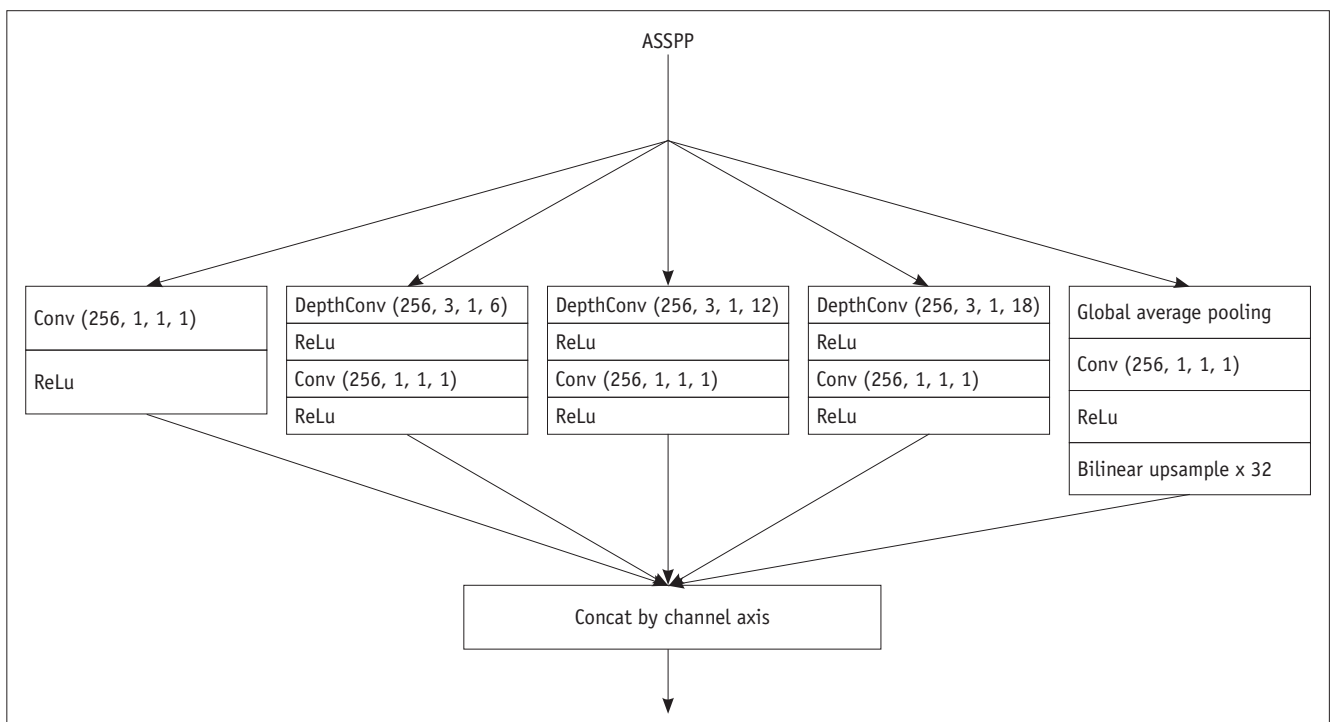 ASSPP
Conv (256, 1, 1, 1)
ReLu
DepthConv (256, 3, 1, 6)
ReLu
Conv (256, 1, 1, 1)
ReLu
DepthConv (256, 3, 1, 12)
ReLu
Conv (256, 1, 1, 1)
ReLu
DepthConv (256, 3, 1, 18)
ReLu
Conv (256, 1, 1, 1)
ReLu
Global average pooling
Conv (256, 1, 1, 1)
ReLu
Bilinear upsample x 32
Concat by channel axis